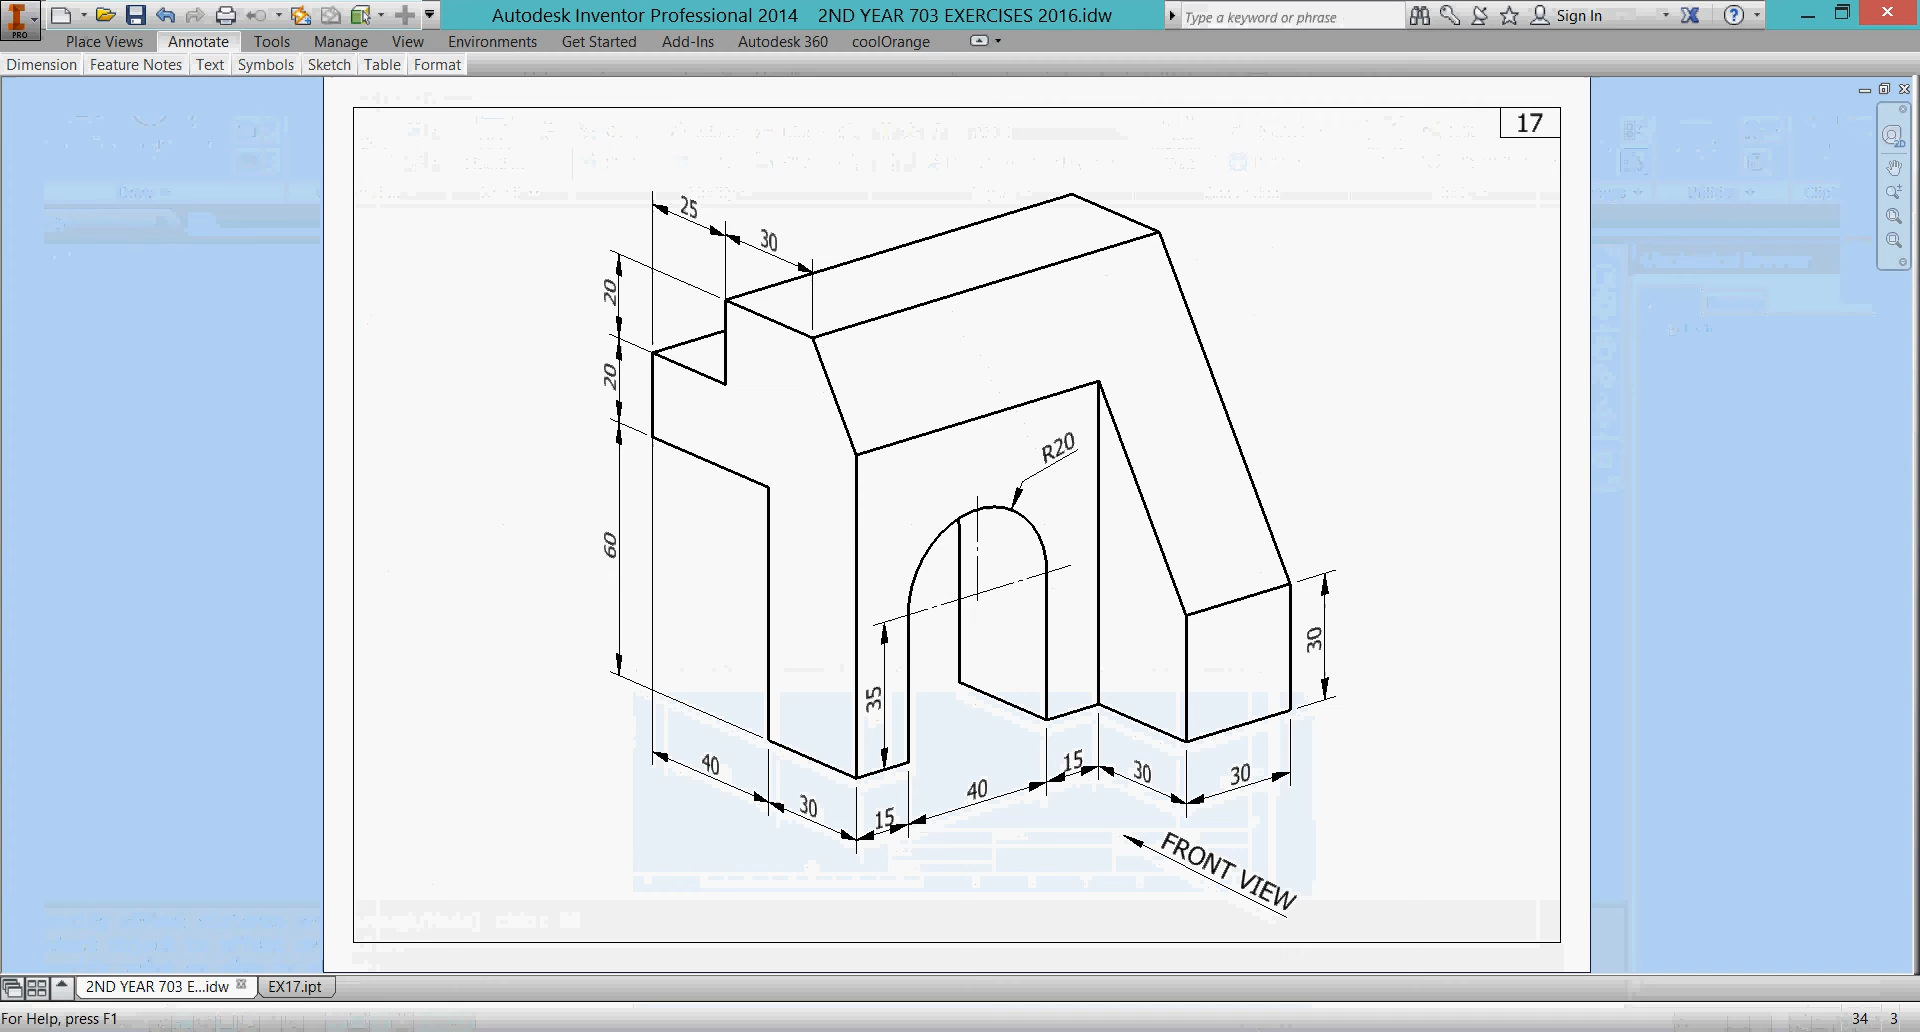 PRO
Autodesk Inventor Professional 2014 2ND YEAR 703 EXERCISES 2016.idw
Type a keyword or phrase
Sign In
Place Views Annotate Tools Manage View Environments Get Started Add-Ins Autodesk 360 coolOrange
Dimension Feature Notes Text Symbols Sketch Table Format
17
2D
25
30
20
20
60
R20
35
30
40
30
15
40
15
30
30
FRONT VIEW
2ND YEAR 703 E...idw EX17.ipt
For Help, press F1
34 3